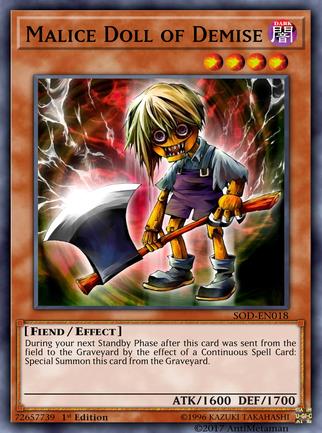 Malice Doll of Demise
DARK
闇
SOD-EN018
[Fiend / Effect]
During your next Standby Phase after this card was sent from
the field to the Graveyard by the effect of a Continuous Spell Card:
Special Summon this card from the Graveyard.
ATK/1600 DEF/1700
72657739 1st Edition ©1996 KAZUKI TAKAHASHI
©2017 AntiMetaman